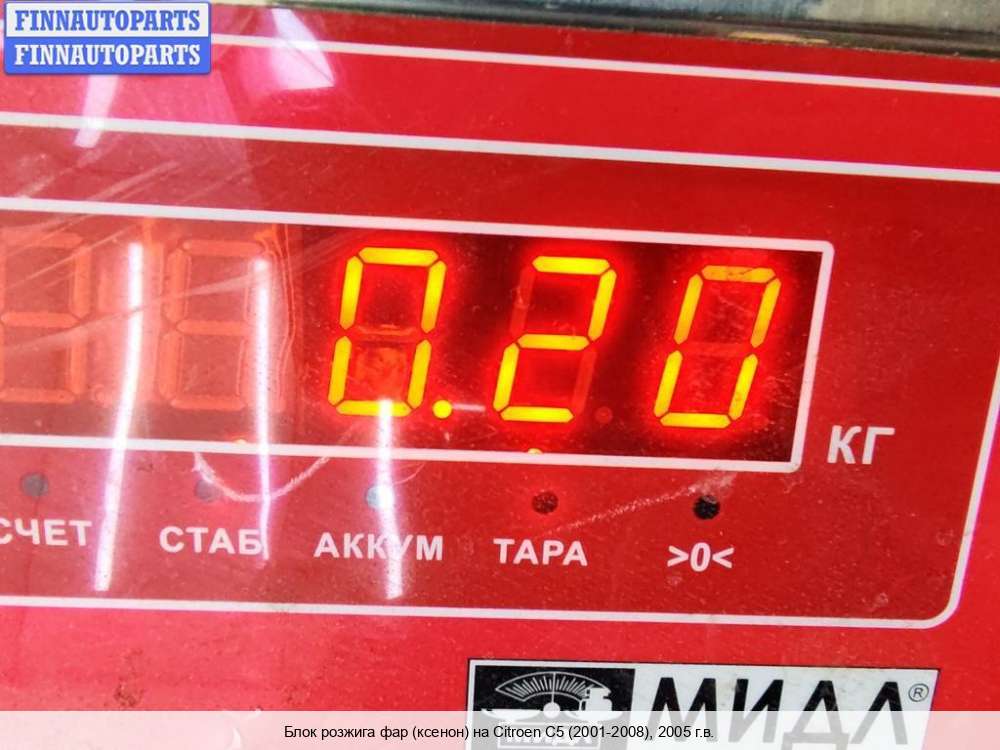 FINNAUTOPARTS
FINNAUTOPARTS
0.20
КГ
СЧЕТ СТАБ АККУМ ТАРА >0<
МИДЛ®
Блок розжига фар (ксенон) на Citroen C5 (2001-2008), 2005 г.в.